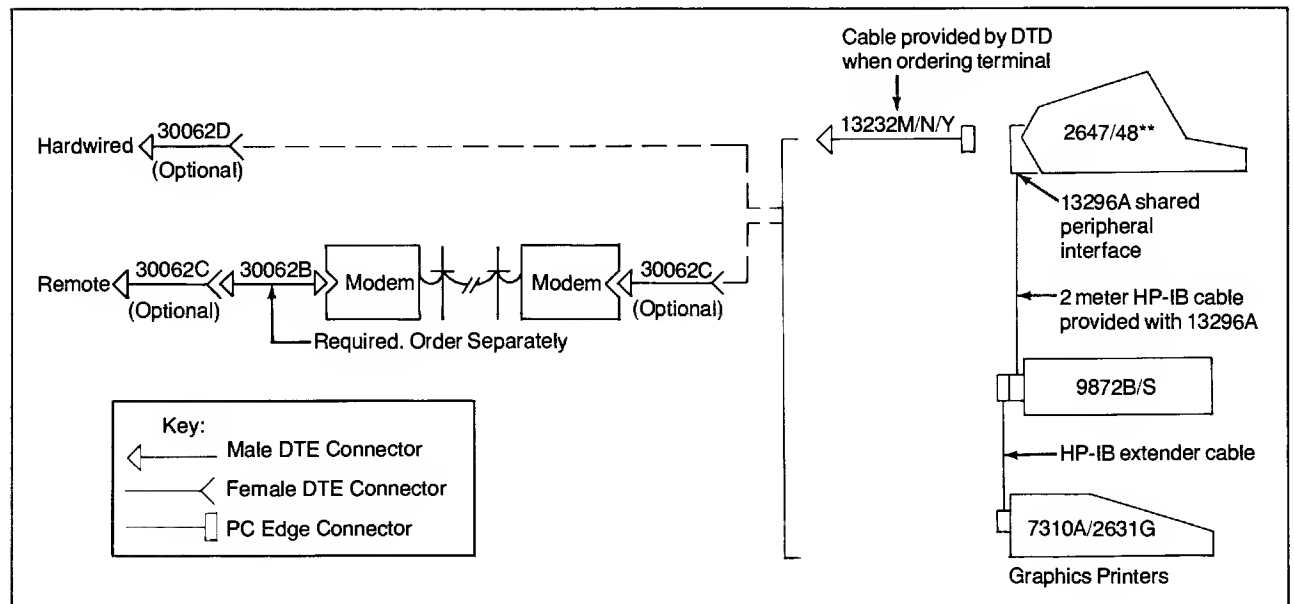 Cable provided by DTD
when ordering terminal
30062D
Hardwired
(Optional)
13232M/N/Y
2647/48**
13296A shared
peripheral
interface
Remote
30062C
(Optional)
30062B
Modem
Modem
30062C
(Optional)
Required. Order Separately
2 meter HP-IB cable
provided with 13296A
9872B/S
Key:
Male DTE Connector
Female DTE Connector
PC Edge Connector
HP-IB extender cable
7310A/2631G
Graphics Printers